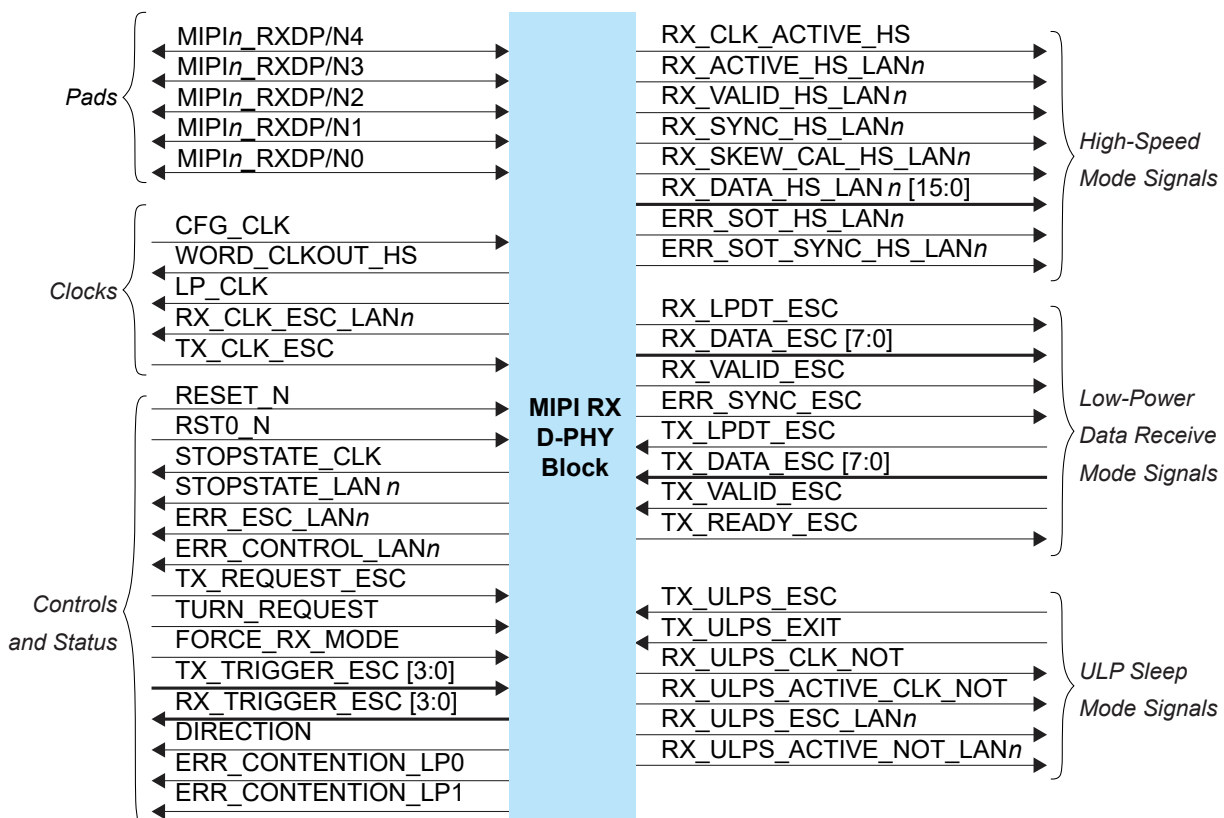 MIPIn_RXDP/N4
MIPIn_RXDP/N3
MIPIn_RXDP/N2
MIPIn_RXDP/N1
MIPIn_RXDP/N0
Pads
CFG_CLK
WORD_CLKOUT_HS
LP_CLK
RX_CLK_ESC_LANn
TX_CLK_ESC
Clocks
RESET_N
RST0_N
STOPSTATE_CLK
STOPSTATE_LAN n
ERR_ESC_LANn
ERR_CONTROL_LANn
TX_REQUEST_ESC
TURN_REQUEST
FORCE_RX_MODE
TX_TRIGGER_ESC [3:0]
RX_TRIGGER_ESC [3:0]
DIRECTION
ERR_CONTENTION_LP0
ERR_CONTENTION_LP1
Controls
and Status
MIPI RX
D-PHY
Block
RX_CLK_ACTIVE_HS
RX_ACTIVE_HS_LANn
RX_VALID_HS_LANn
RX_SYNC_HS_LANn
RX_SKEW_CAL_HS_LANn
RX_DATA_HS_LAN n [15:0]
ERR_SOT_HS_LANn
ERR_SOT_SYNC_HS_LANn
High-Speed
Mode Signals
RX_LPDT_ESC
RX_DATA_ESC [7:0]
RX_VALID_ESC
ERR_SYNC_ESC
TX_LPDT_ESC
TX_DATA_ESC [7:0]
TX_VALID_ESC
TX_READY_ESC
Low-Power
Data Receive
Mode Signals
TX_ULPS_ESC
TX_ULPS_EXIT
RX_ULPS_CLK_NOT
RX_ULPS_ACTIVE_CLK_NOT
RX_ULPS_ESC_LANn
RX_ULPS_ACTIVE_NOT_LANn
ULP Sleep
Mode Signals